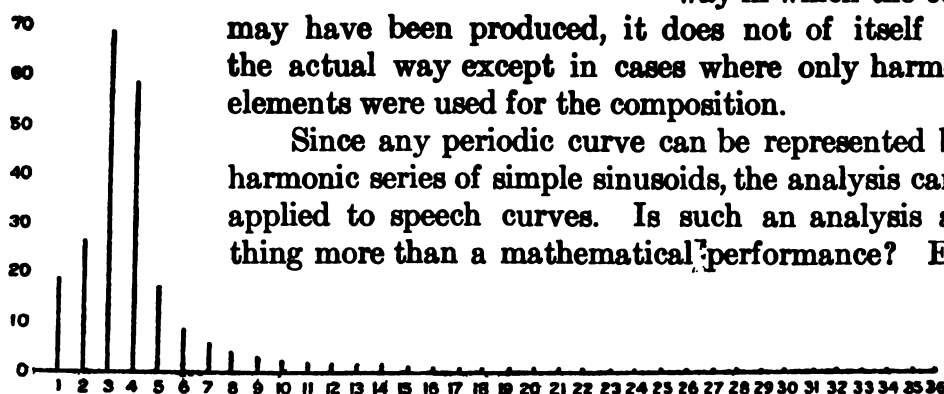 way in which the
may have been produced, it does not of itself
the actual way except in cases where only harm
elements were used for the composition.
Since any periodic curve can be represented
harmonic series of simple sinusoids, the analysis ca
applied to speech curves. Is such an analysis a
thing more than a mathematical performance? E
70
60
50
40
30
20
10
0
1 2 3 4 5 6 7 8 9 10 11 12 13 14 15 16 17 18 19 20 21 22 23 24 25 26 27 28 29 30 31 32 33 34 35 36